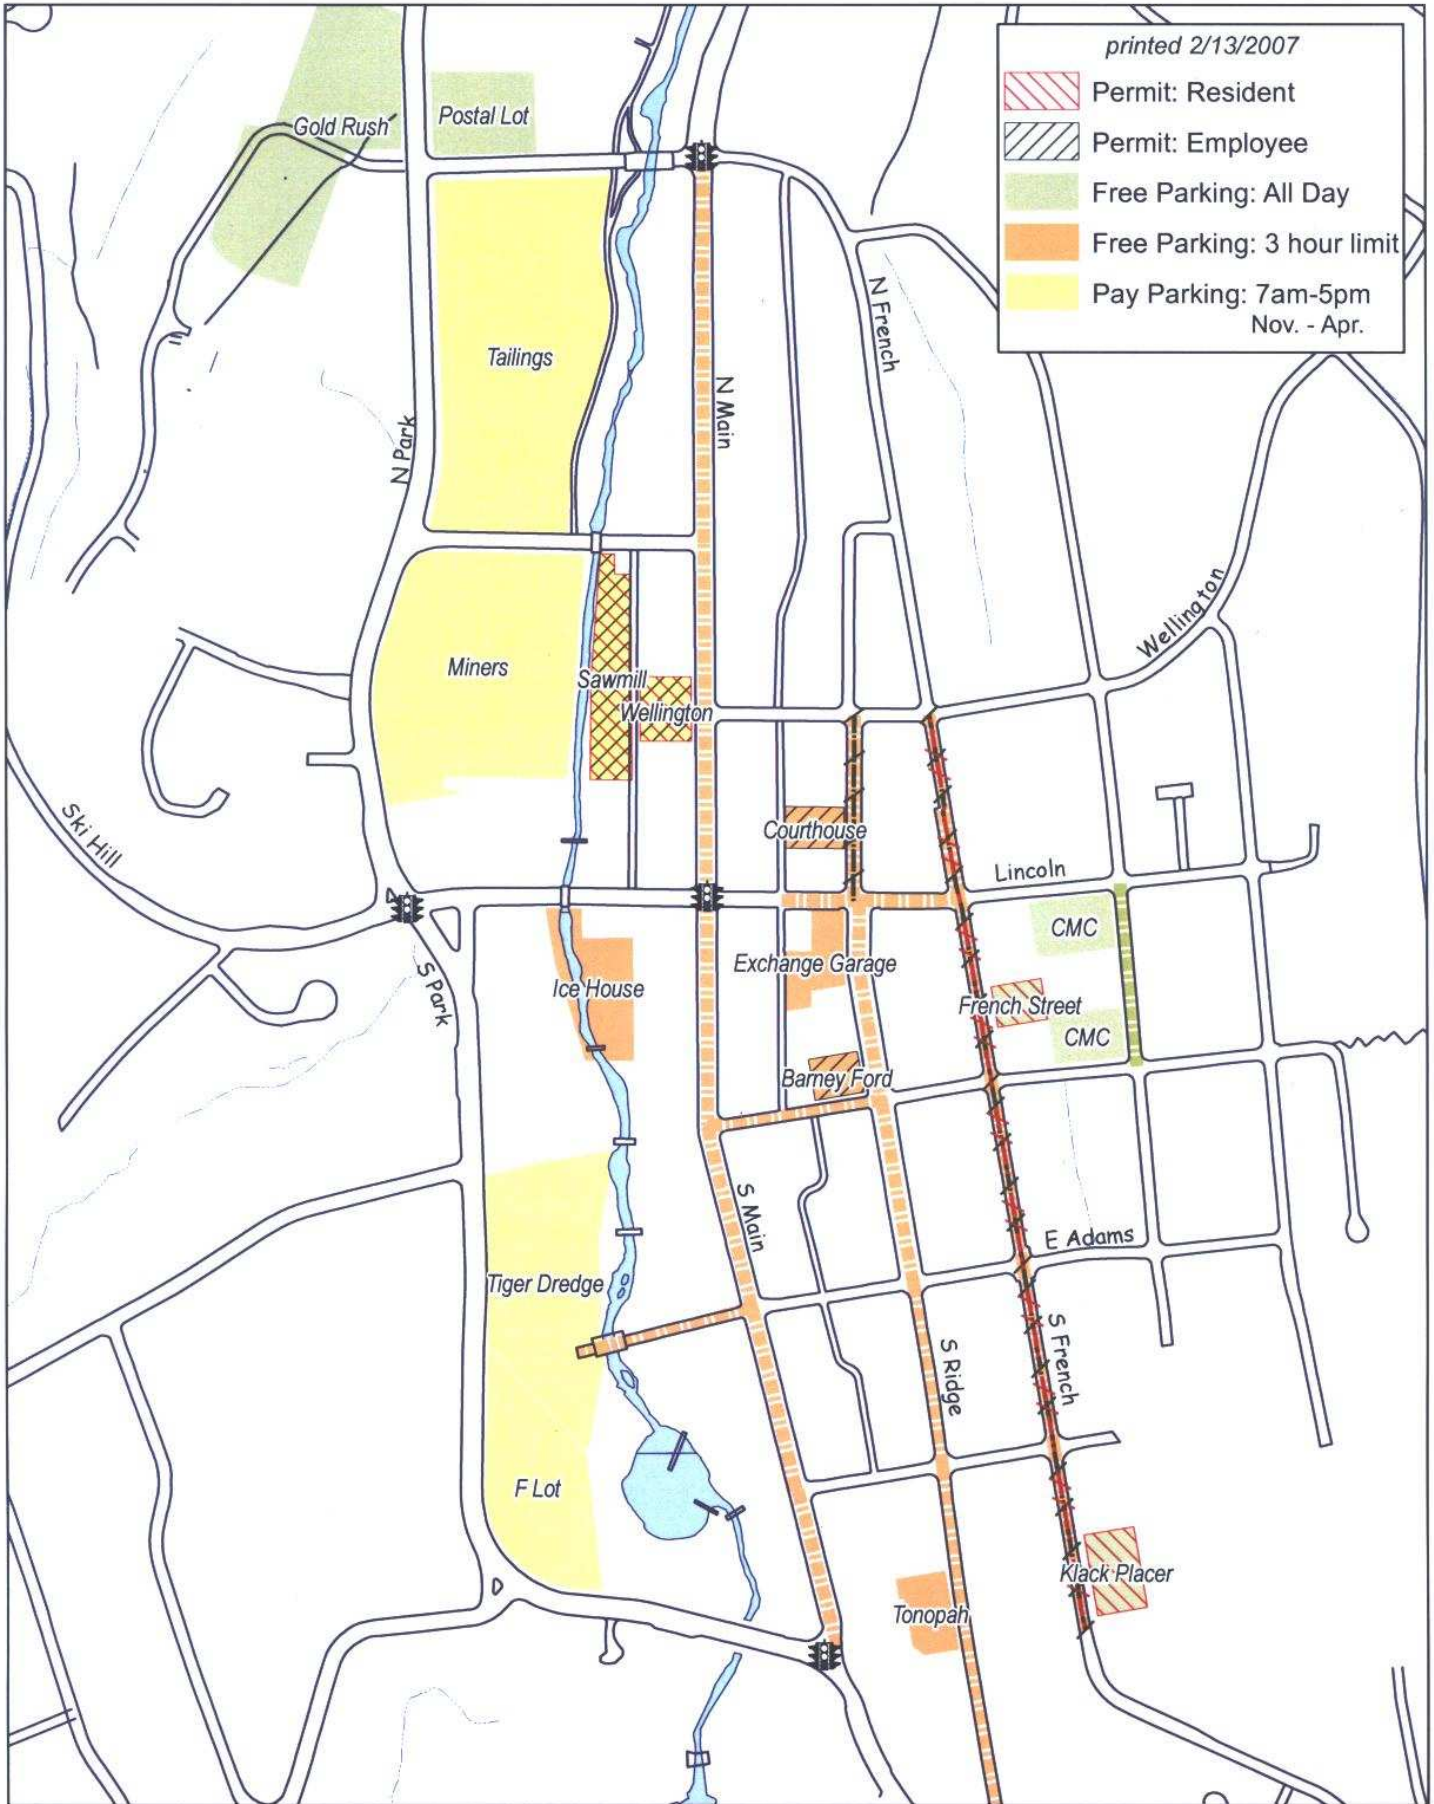 printed 2/13/2007
Permit: Resident
Permit: Employee
Free Parking: All Day
Free Parking: 3 hour limit
Pay Parking: 7am-5pm
Nov. - Apr.
Gold Rush
Postal Lot
Tailings
N French
N Main
N Park
Wellington
Miners
Sawmill
Wellington
Ski Hill
Courthouse
Lincoln
CMC
Exchange Garage
S Park
Ice House
French Street
CMC
Barney Ford
S Main
E Adams
Tiger Dredge
S French
S Ridge
F Lot
Klack Placer
Tonopah